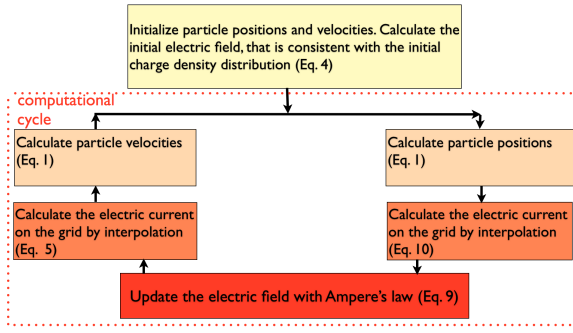 Initialize particle positions and velocities. Calculate the
initial electric field, that is consistent with the initial
charge density distribution (Eq. 4)
computational
cycle
Calculate particle velocities
(Eq. 1)
Calculate particle positions
(Eq. 1)
Calculate the electric current
on the grid by interpolation
(Eq. 5)
Calculate the electric current
on the grid by interpolation
(Eq. 10)
Update the electric field with Ampere's law (Eq. 9)